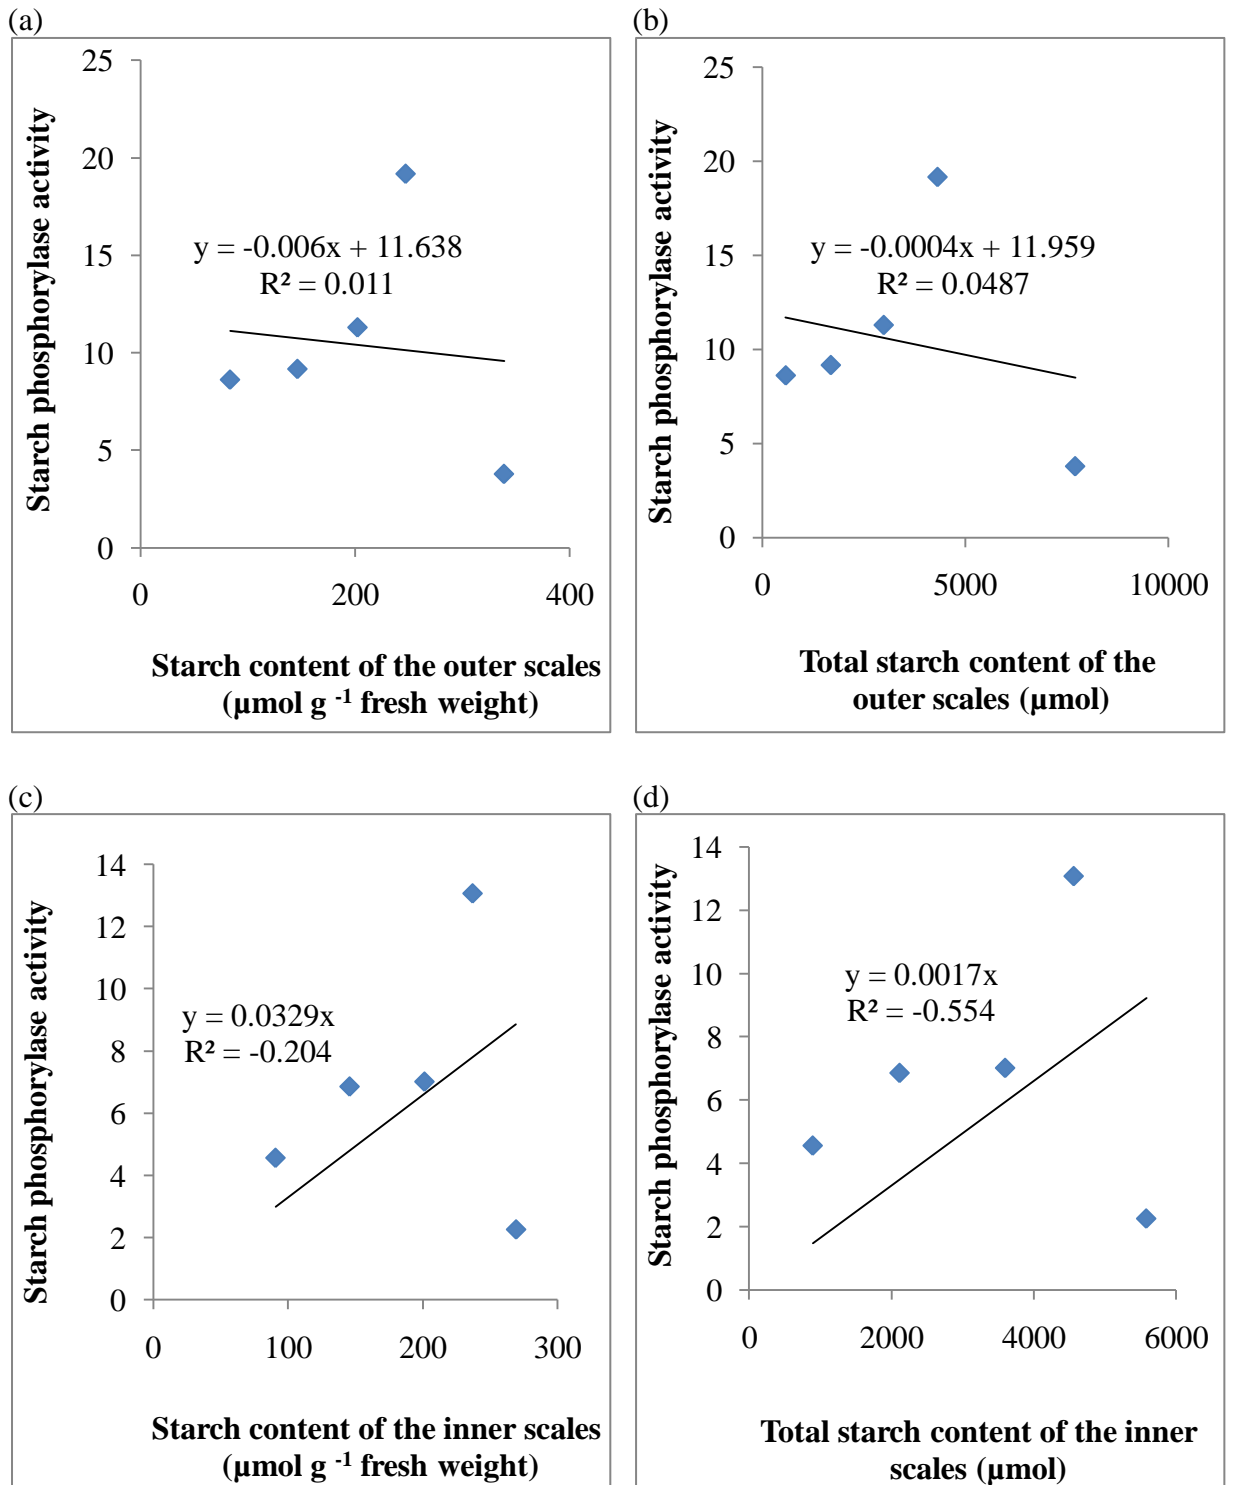 (a)
25
20
15
10
5
0
0 200 400
Starch phosphorylase activity
y = -0.006x + 11.638
R² = 0.011
Starch content of the outer scales
(µmol g -1 fresh weight)
(b)
25
20
15
10
5
0
0 5000 10000
Starch phosphorylase activity
y = -0.0004x + 11.959
R² = 0.0487
Total starch content of the
outer scales (µmol)
(c)
14
12
10
8
6
4
2
0
0 100 200 300
Starch phosphorylase activity
y = 0.0329x
R² = -0.204
Starch content of the inner scales
(µmol g -1 fresh weight)
(d)
14
12
10
8
6
4
2
0
0 2000 4000 6000
Starch phosphorylase activity
y = 0.0017x
R² = -0.554
Total starch content of the inner
scales (µmol)